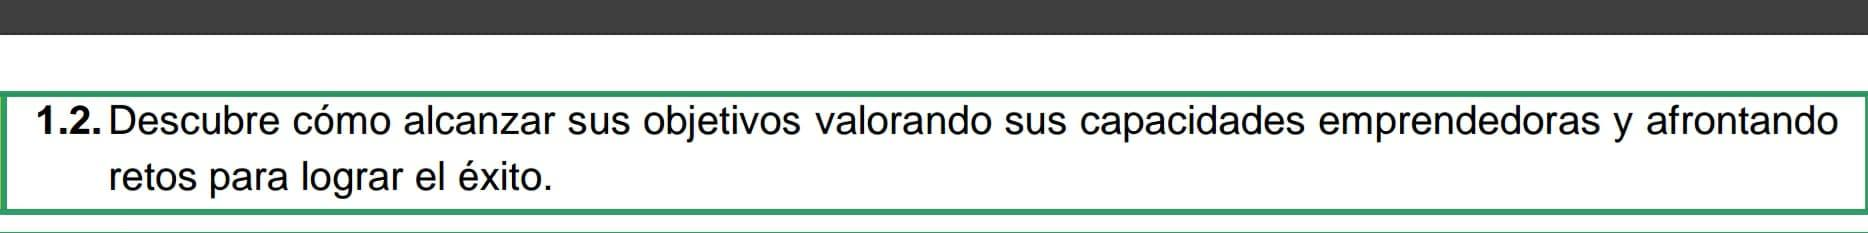 1.2. Descubre cómo alcanzar sus objetivos valorando sus capacidades emprendedoras y afrontando
retos para lograr el éxito.